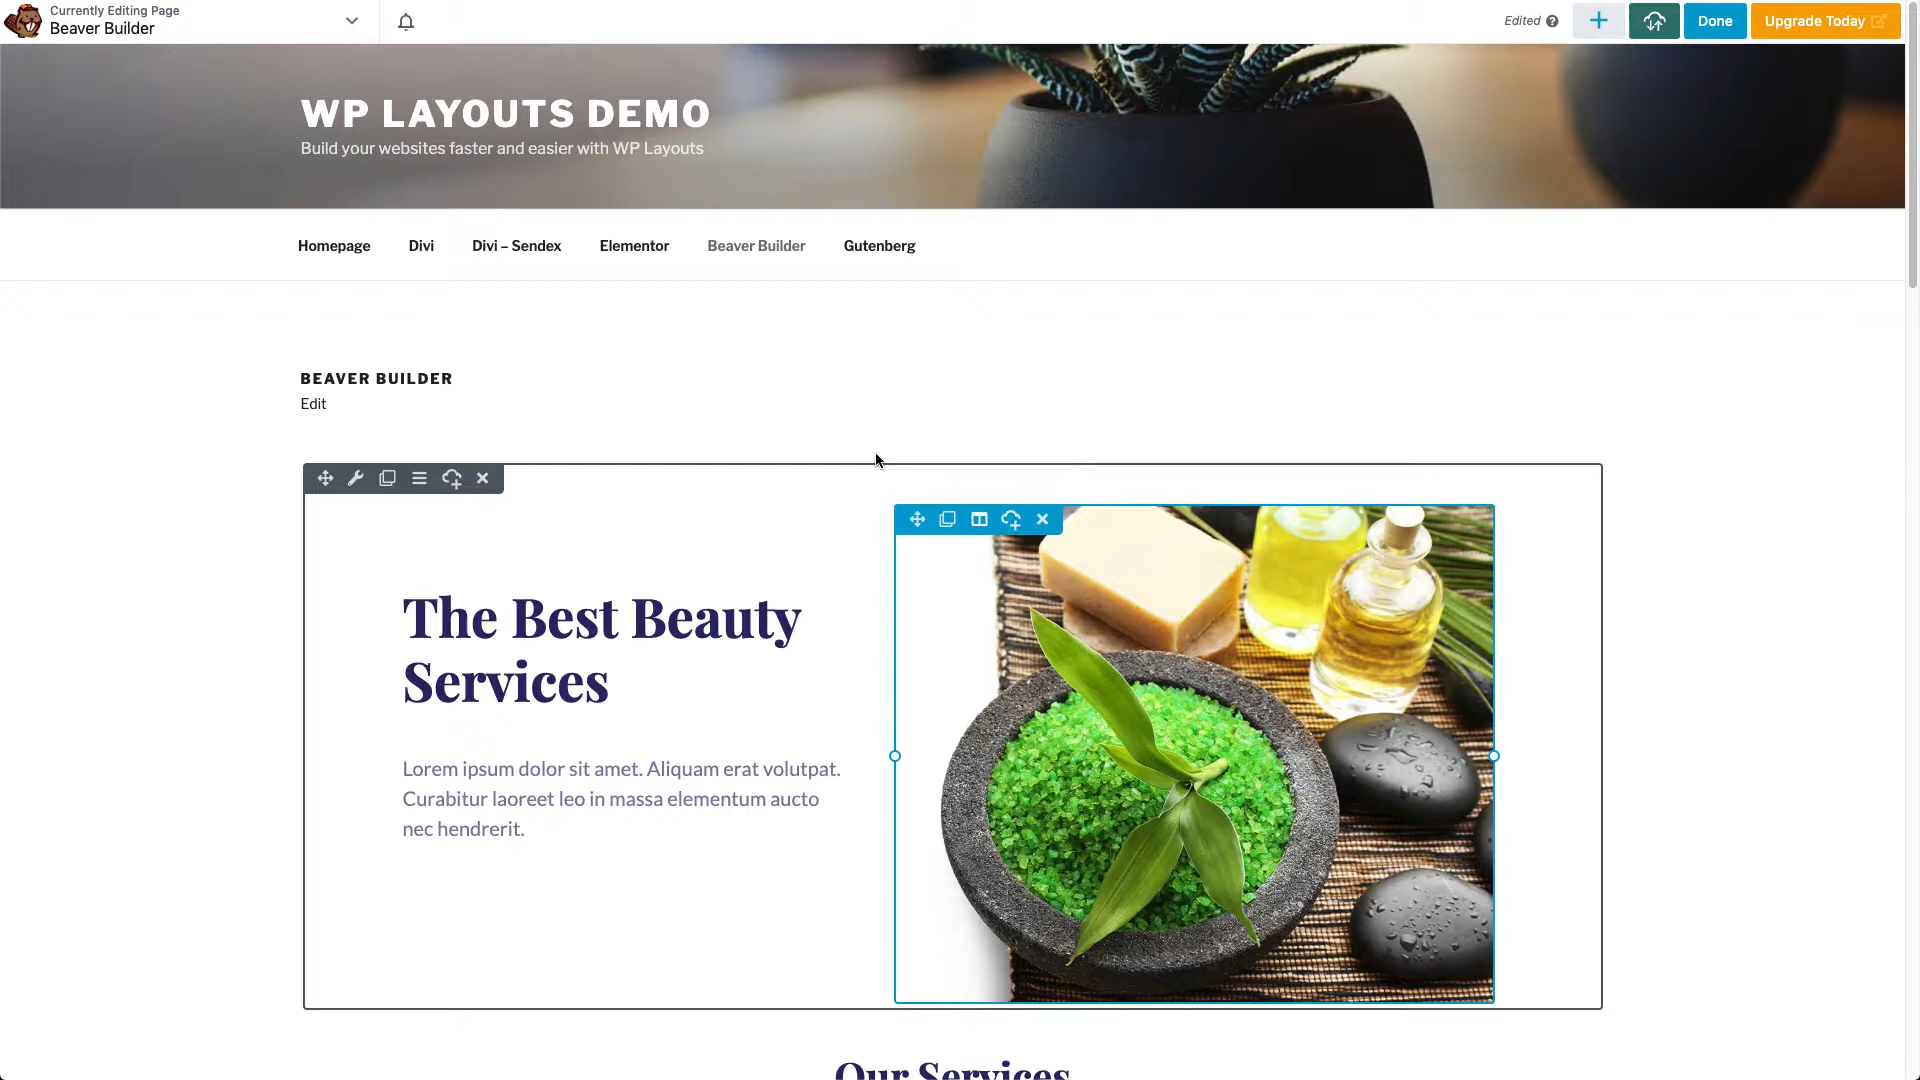 Currently Editing Page
Beaver Builder
Edited
Done
Upgrade Today
WP LAYOUTS DEMO
Build your websites faster and easier with WP Layouts
Homepage Divi Divi – Sendex Elementor Beaver Builder Gutenberg
BEAVER BUILDER
Edit
The Best Beauty
Services
Lorem ipsum dolor sit amet. Aliquam erat volutpat.
Curabitur laoreet leo in massa elementum aucto
nec hendrerit.
Our Services